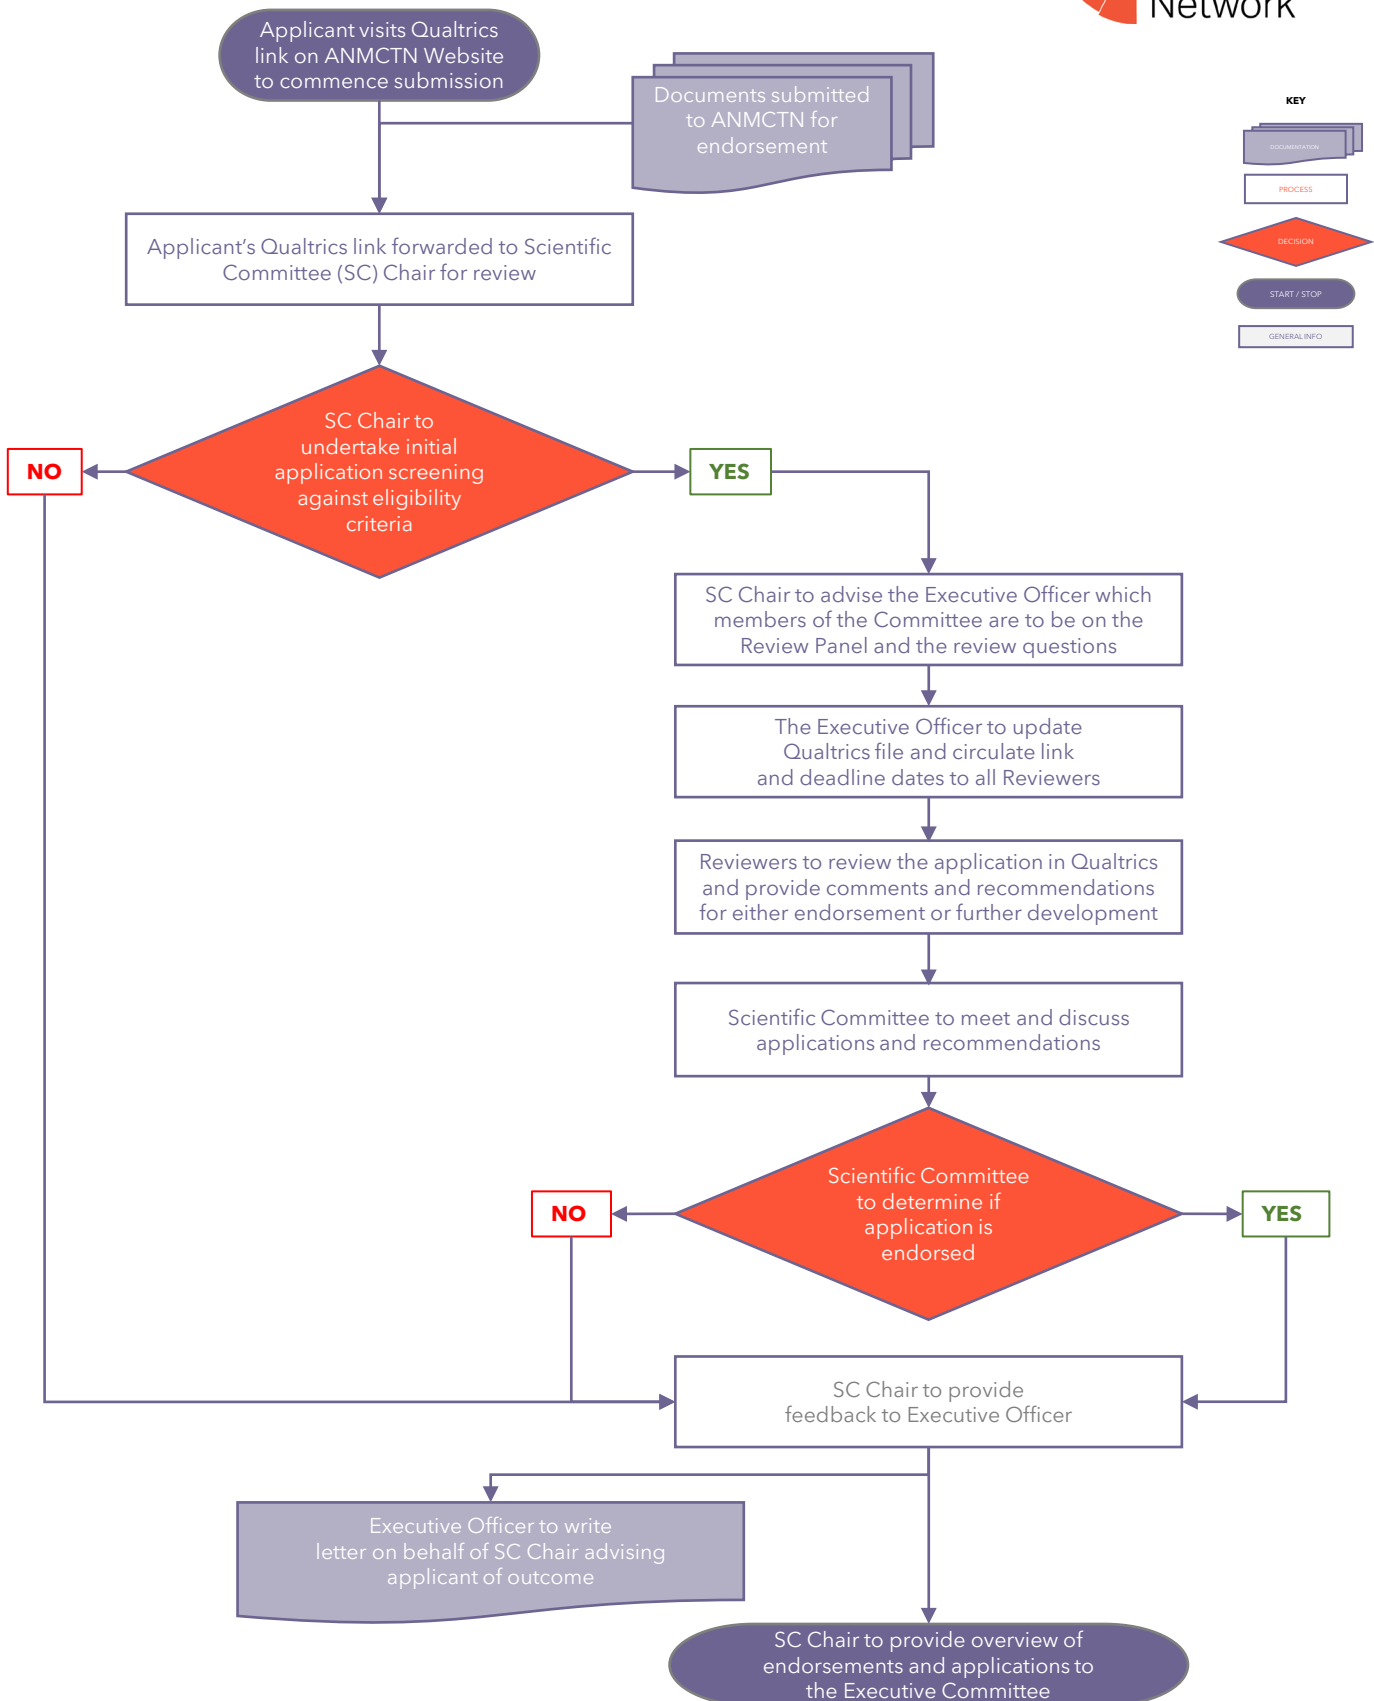 Network
Applicant visits Qualtrics
link on ANMCTN Website
to commence submission
Documents submitted
to ANMCTN for
endorsement
KEY
DOCUMENTATION
PROCESS
DECISION
START / STOP
GENERAL INFO
Applicant's Qualtrics link forwarded to Scientific
Committee (SC) Chair for review
SC Chair to
undertake initial
application screening
against eligibility
criteria
NO
YES
SC Chair to advise the Executive Officer which
members of the Committee are to be on the
Review Panel and the review questions
The Executive Officer to update
Qualtrics file and circulate link
and deadline dates to all Reviewers
Reviewers to review the application in Qualtrics
and provide comments and recommendations
for either endorsement or further development
Scientific Committee to meet and discuss
applications and recommendations
Scientific Committee
to determine if
application is
endorsed
NO
YES
SC Chair to provide
feedback to Executive Officer
Executive Officer to write
letter on behalf of SC Chair advising
applicant of outcome
SC Chair to provide overview of
endorsements and applications to
the Executive Committee